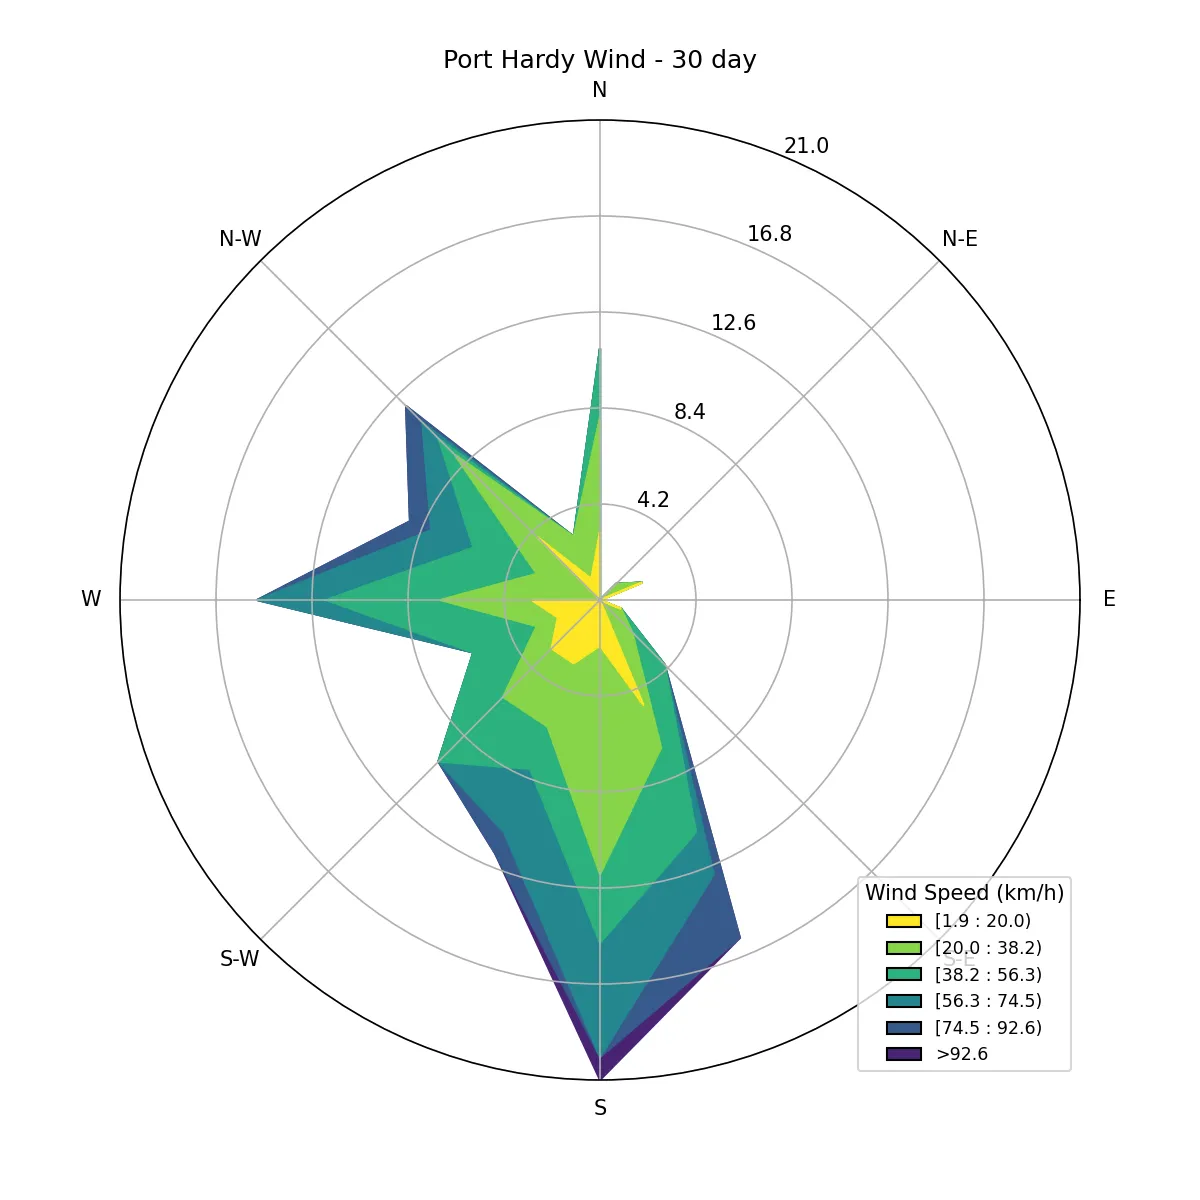 Port Hardy Wind - 30 day
N
21.0
N-W
N-E
16.8
12.6
8.4
4.2
W
E
Wind Speed (km/h)
[1.9 : 20.0)
[20.0 : 38.2)
S-W
S-E
[38.2 : 56.3)
[56.3 : 74.5)
[74.5 : 92.6)
>92.6
S